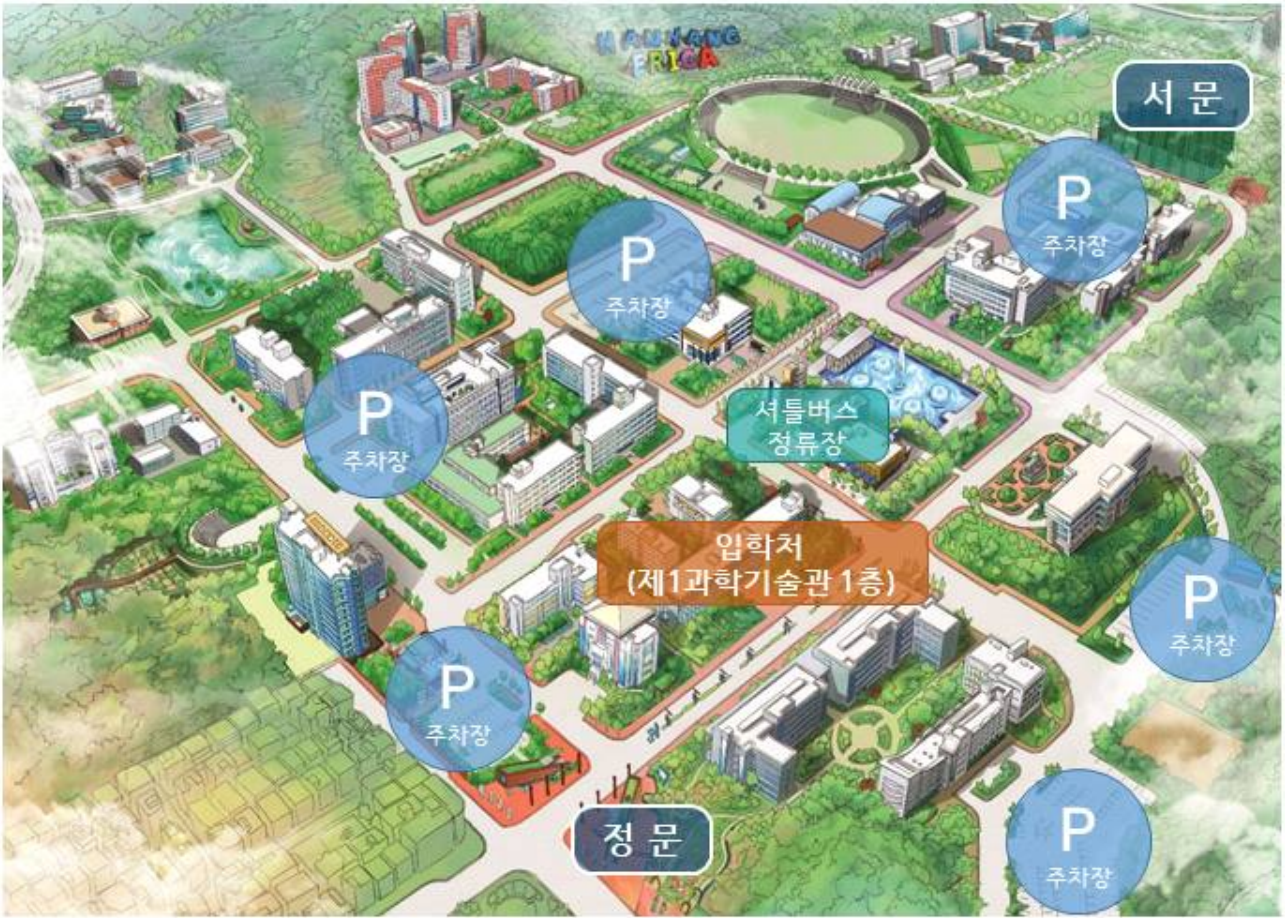 HANYANG
ERICA
서 문
P
주차장
P
주차장
P
주차장
셔틀버스
정류장
입학처
(제1과학기술관 1층)
P
주차장
P
주차장
정 문
P
주차장